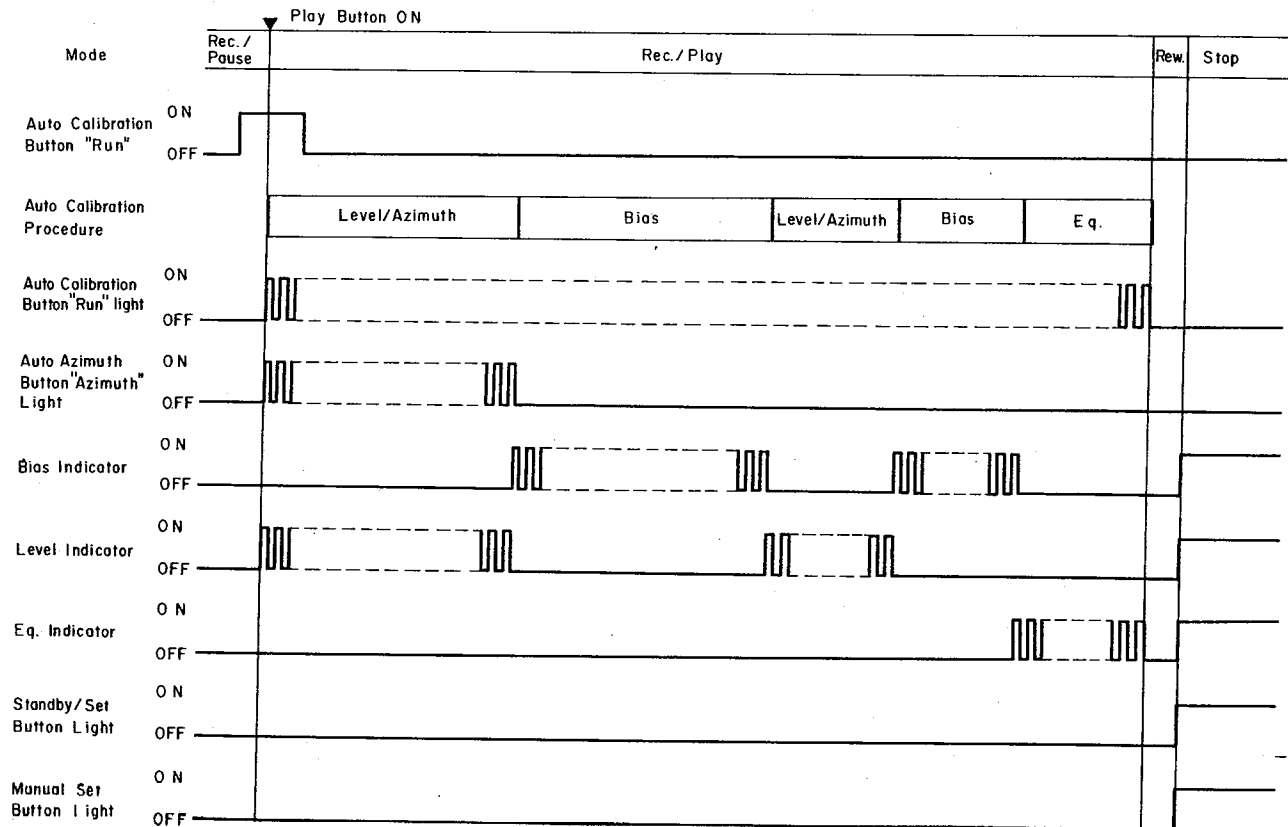 ▼ Play Button ON
Mode
Rec./
Pause
Rec./Play
Rew.
Stop
Auto Calibration
Button "Run"
ON
OFF
Auto Calibration
Procedure
Level/Azimuth
Bias
Level/Azimuth
Bias
Eq.
Auto Calibration
Button "Run" light
ON
OFF
Auto Azimuth
Button "Azimuth"
Light
ON
OFF
Bias Indicator
ON
OFF
Level Indicator
ON
OFF
Eq. Indicator
ON
OFF
Standby/Set
Button Light
ON
OFF
Manual Set
Button light
ON
OFF